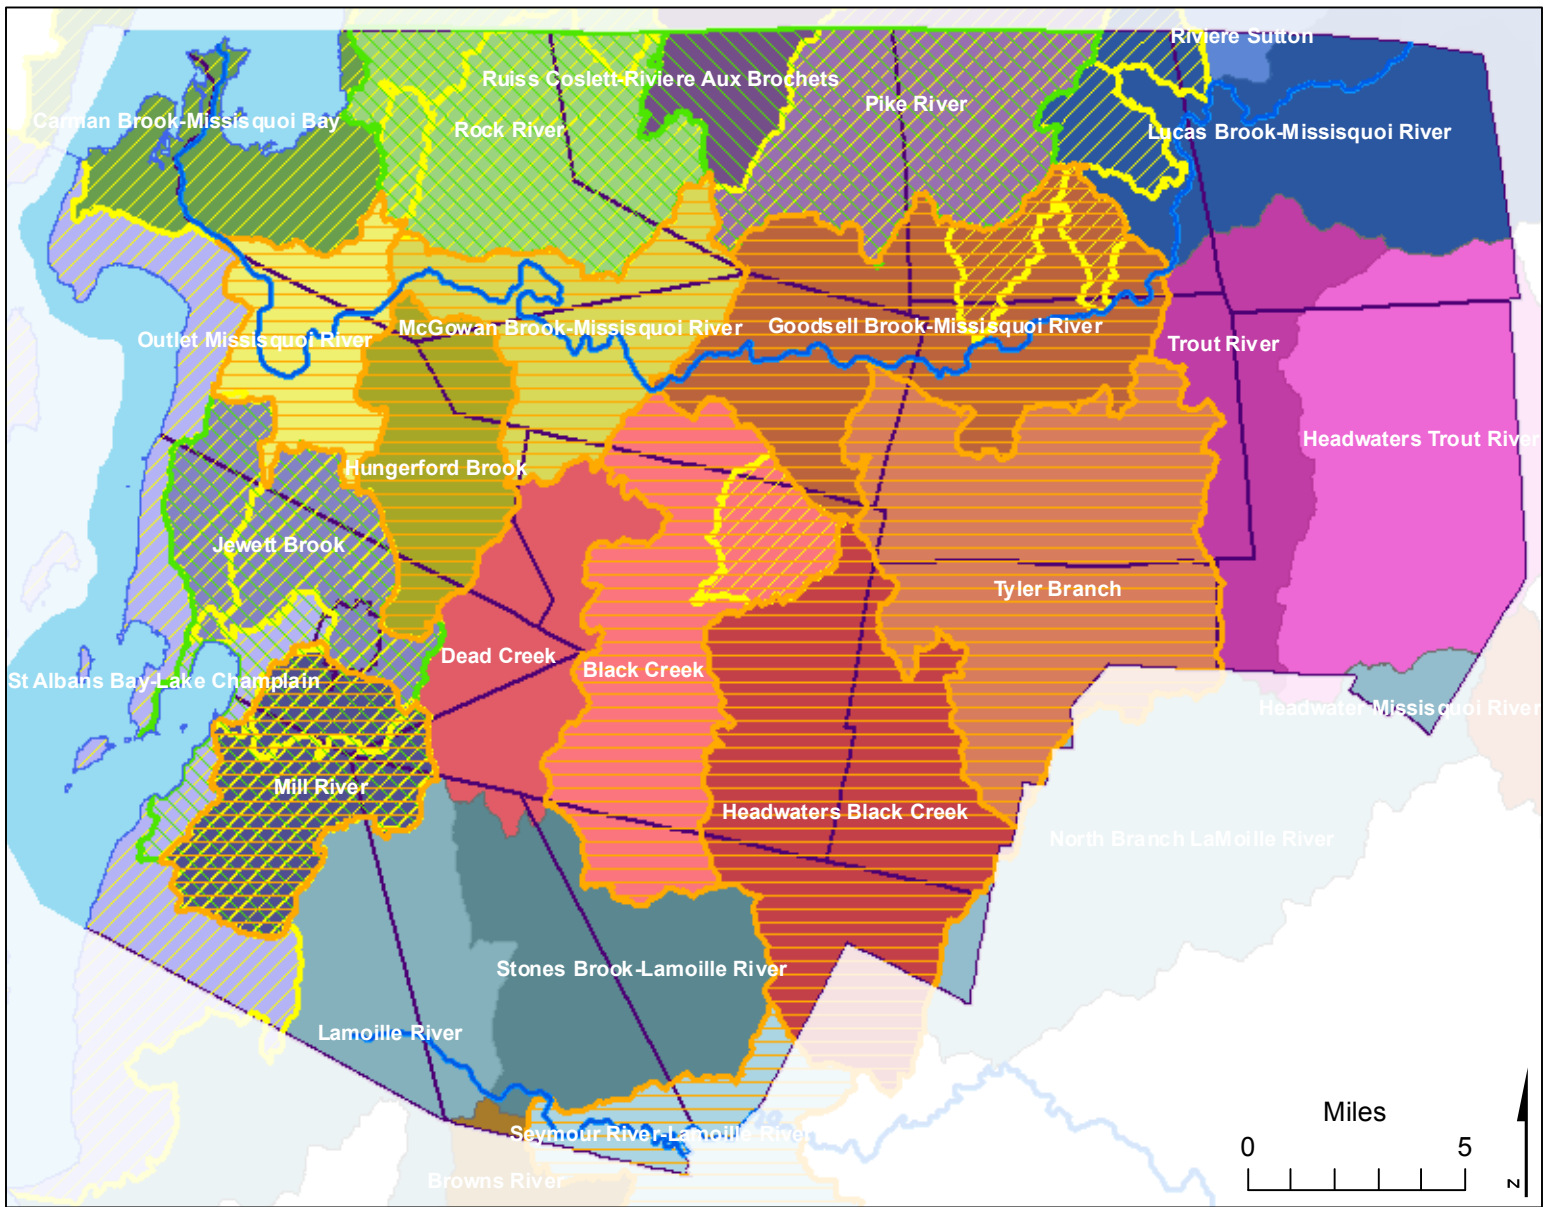 Riviere Sutton
Ruiss Coslett-Riviere Aux Brochets
Pike River
Carman Brook-Missisquoi Bay
Rock River
Lucas Brook-Missisquoi River
Outlet Missisquoi River
McGowan Brook-Missisquoi River
Goodsell Brook-Missisquoi River
Trout River
Headwaters Trout River
Hungerford Brook
Jewett Brook
Tyler Branch
Dead Creek
Black Creek
St Albans Bay-Lake Champlain
Headwater Missisquoi River
Mill River
Headwaters Black Creek
North Branch LaMoille River
Stones Brook-Lamoille River
Lamoille River
Seymour River-Lamoille River
Browns River
Miles
0 5
N